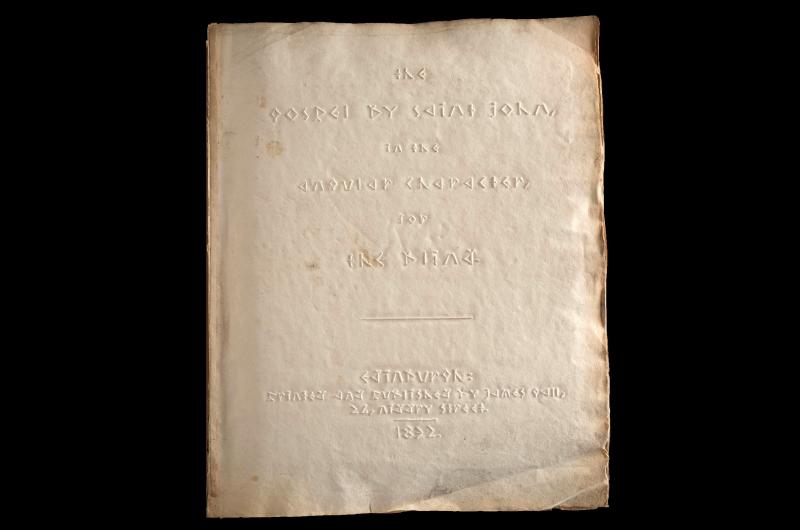 the
gospel by saint john,
in the
angular character,
for
the blind.
edinburgh:
printed and published by james gall,
24, niddry street.
1832.